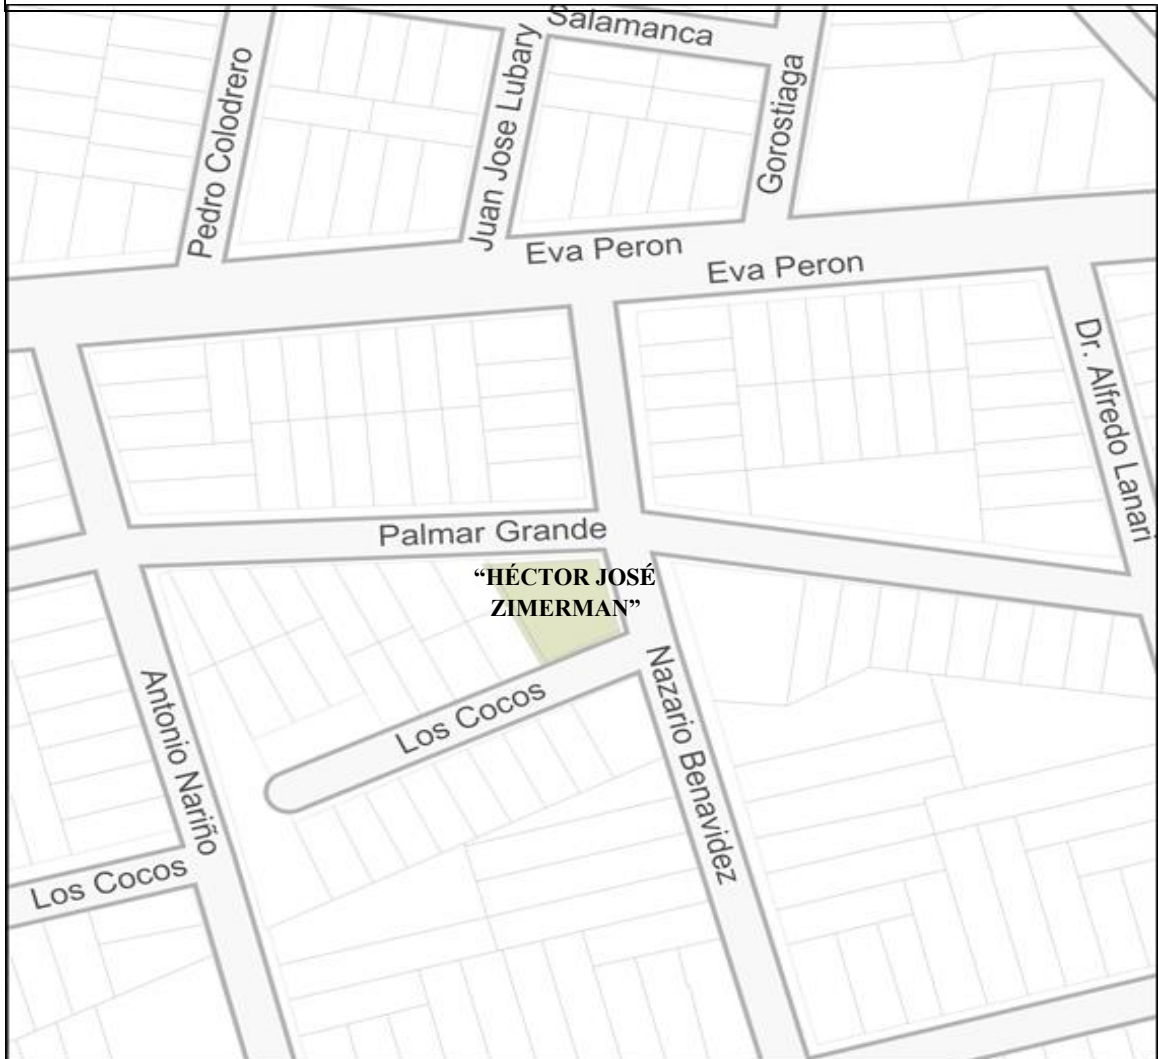 Salamanca
Pedro Colodrero
Juan Jose Lubary
Gorostiaga
Eva Peron
Eva Peron
Dr. Alfredo Lanari
Palmar Grande
“HÉCTOR JOSÉ
ZIMERMAN”
Antonio Nariño
Los Cocos
Nazario Benavidez
Los Cocos